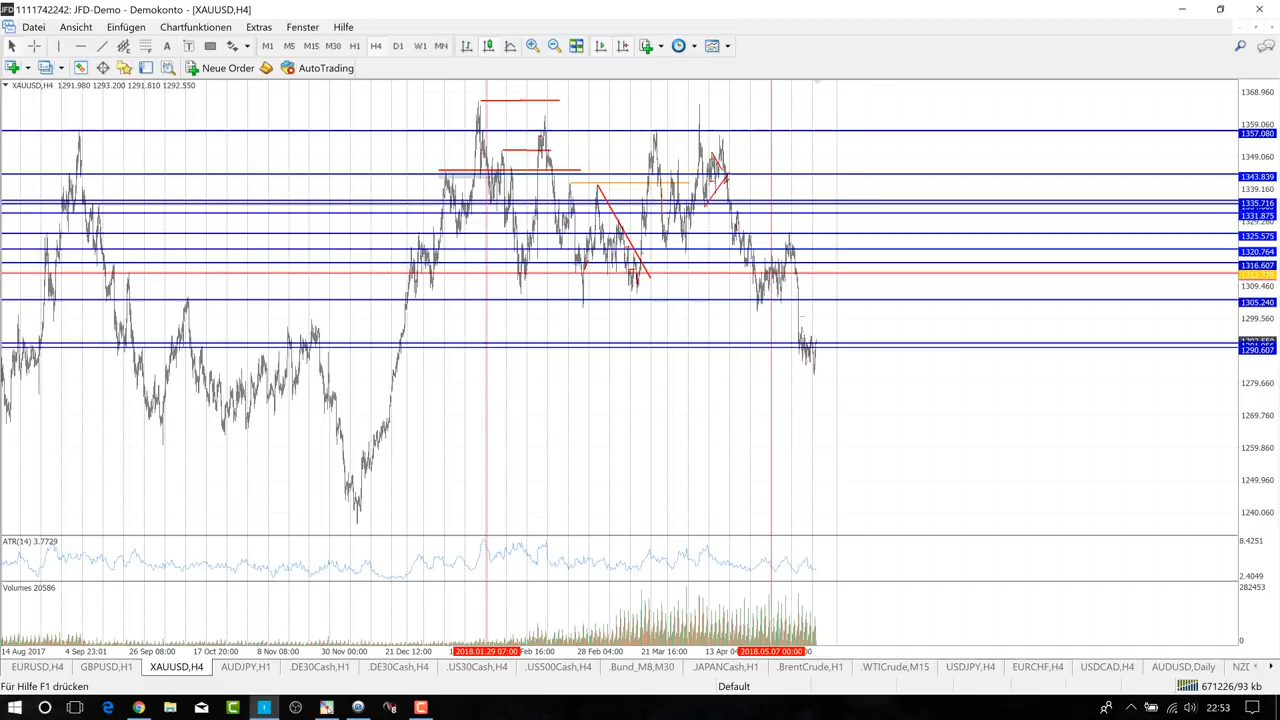 1111742242: JFD-Demo - Demokonto - [XAUUSD,H4]
Datei Ansicht Einfügen Chartfunktionen Extras Fenster Hilfe
M1 M5 M15 M30 H1 H4 D1 W1 MN
Neue Order AutoTrading
XAUUSD,H4 1291.980 1293.200 1291.810 1292.550
1368.960
1359.060
1357.080
1349.060
1343.839
1339.160
1335.716
1331.875
1325.575
1320.764
1316.607
1309.460
1305.240
1299.560
1290.607
1279.660
1269.760
1259.860
1249.960
1240.060
ATR(14) 3.7729
8.4251
2.4049
Volumes 20586
282453
0
14 Aug 2017 4 Sep 23:01 26 Sep 08:00 17 Oct 20:00 8 Nov 08:00 30 Nov 00:00 21 Dec 12:00 2018.01.29 07:00 Feb 16:00 28 Feb 04:00 21 Mar 16:00 13 Apr 2018.05.07 00:00
EURUSD,H4 GBPUSD,H1 XAUUSD,H4 AUDJPY,H1 .DE30Cash,H1 .DE30Cash,H4 .US30Cash,H4 .US500Cash,H4 .Bund_M8,M30 .JAPANCash,H1 .BrentCrude,H1 .WTICrude,M15 USDJPY,H4 EURCHF,H4 USDCAD,H4 AUDUSD,Daily NZD
Für Hilfe F1 drücken Default 671226/93 kb
22:53